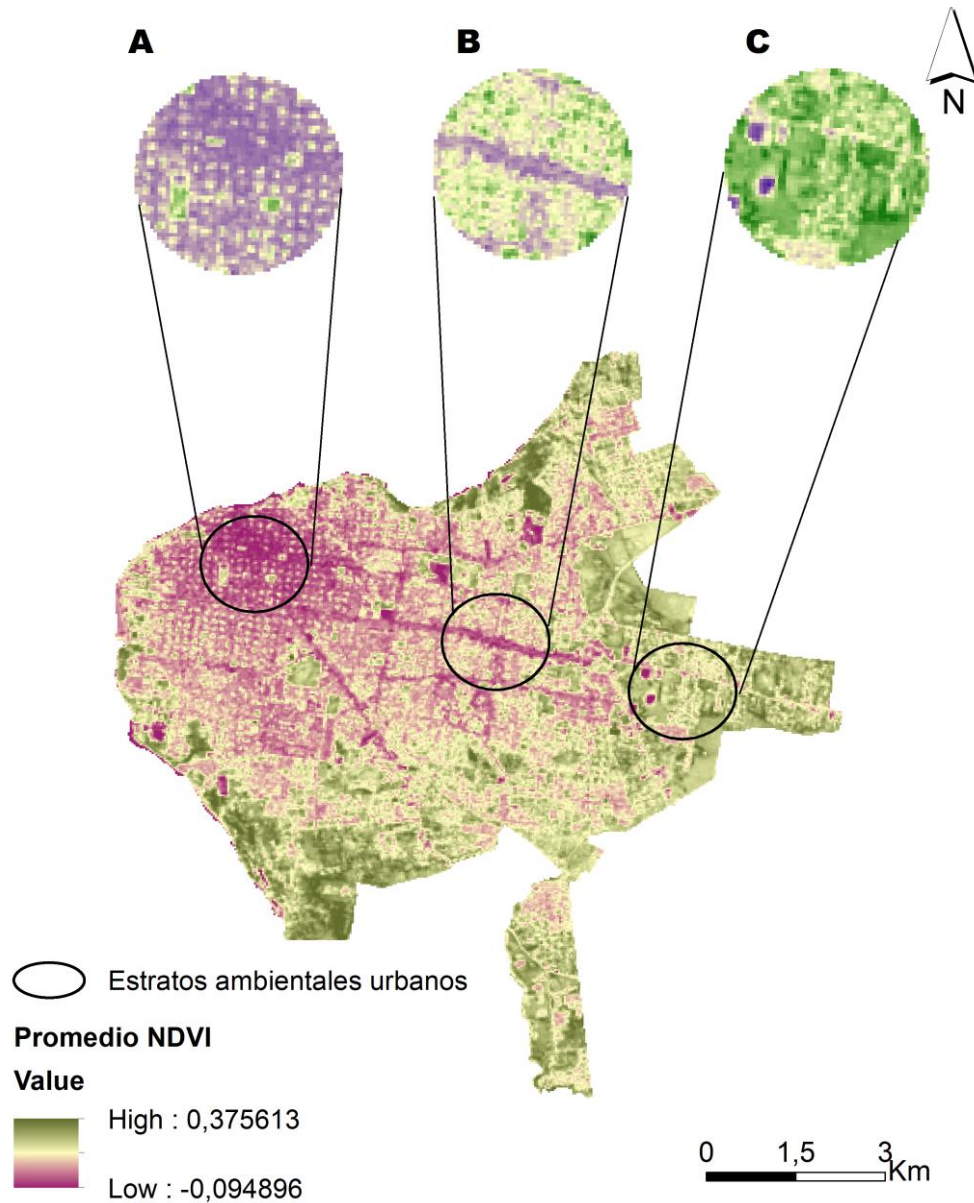 A
B
C
N
Estratos ambientales urbanos
Promedio NDVI
Value
High : 0,375613
Low : -0,094896
0 1,5 3
Km